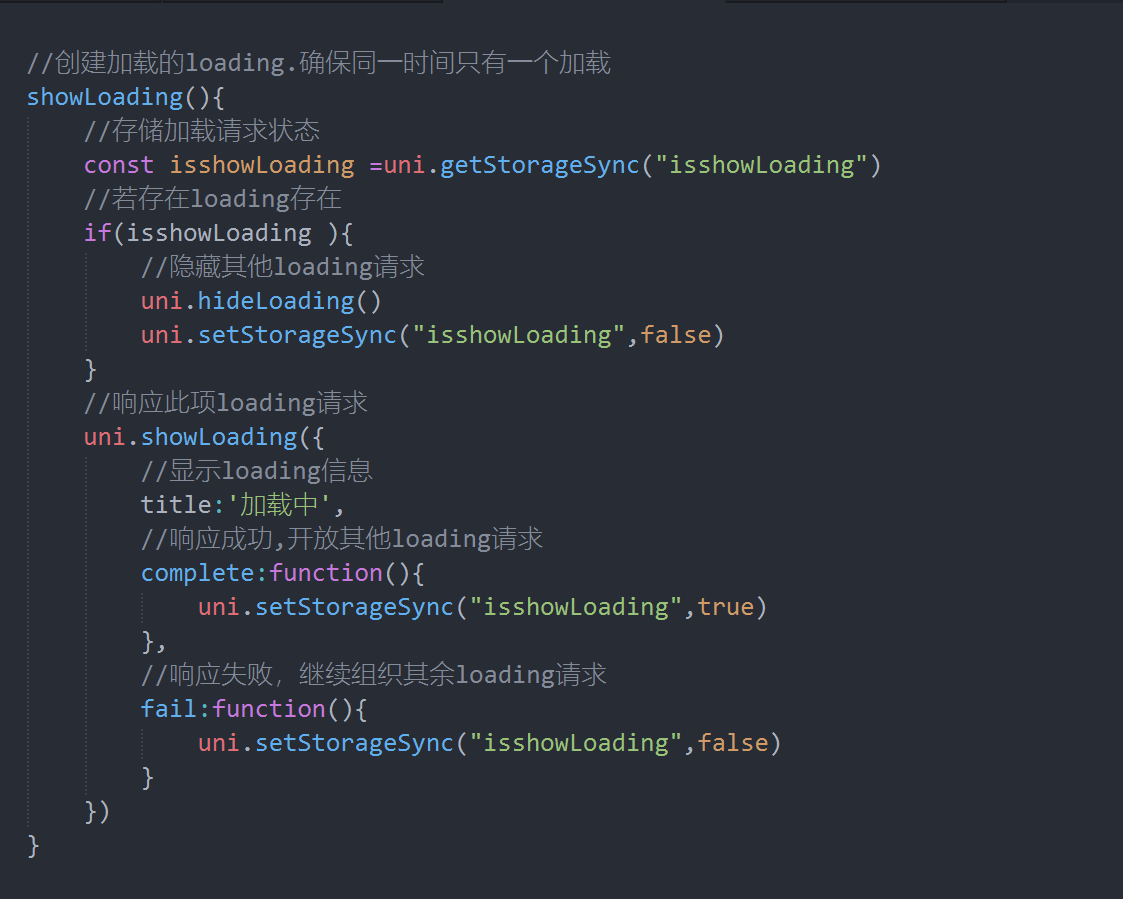 //创建加载的loading.确保同一时间只有一个加载
showLoading(){
//存储加载请求状态
const isshowLoading =uni.getStorageSync("isshowLoading")
//若存在loading存在
if(isshowLoading ){
//隐藏其他loading请求
uni.hideLoading()
uni.setStorageSync("isshowLoading",false)
}
//响应此项loading请求
uni.showLoading({
//显示loading信息
title:'加载中',
//响应成功,开放其他loading请求
complete:function(){
uni.setStorageSync("isshowLoading",true)
},
//响应失败，继续组织其余loading请求
fail:function(){
uni.setStorageSync("isshowLoading",false)
}
})
}